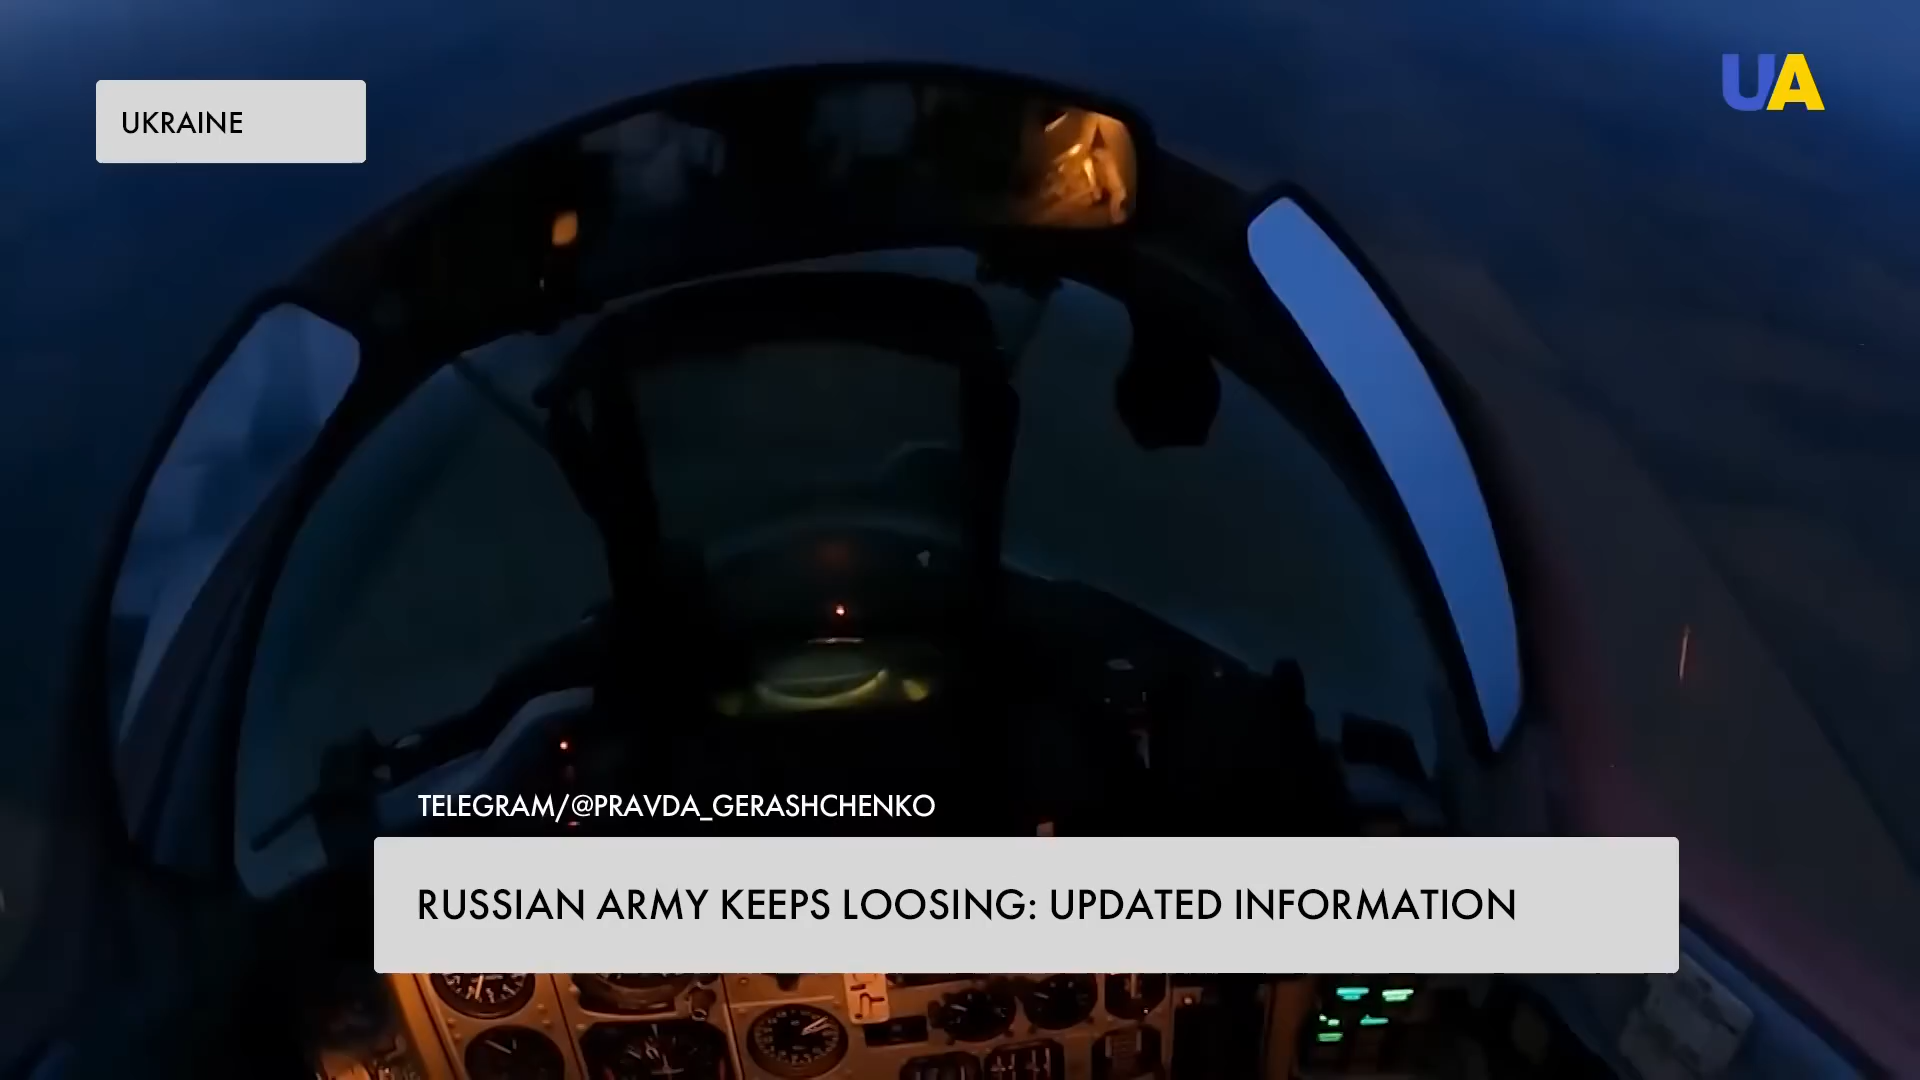 UKRAINE
UA
TELEGRAM/@PRAVDA_GERASHCHENKO
RUSSIAN ARMY KEEPS LOOSING: UPDATED INFORMATION